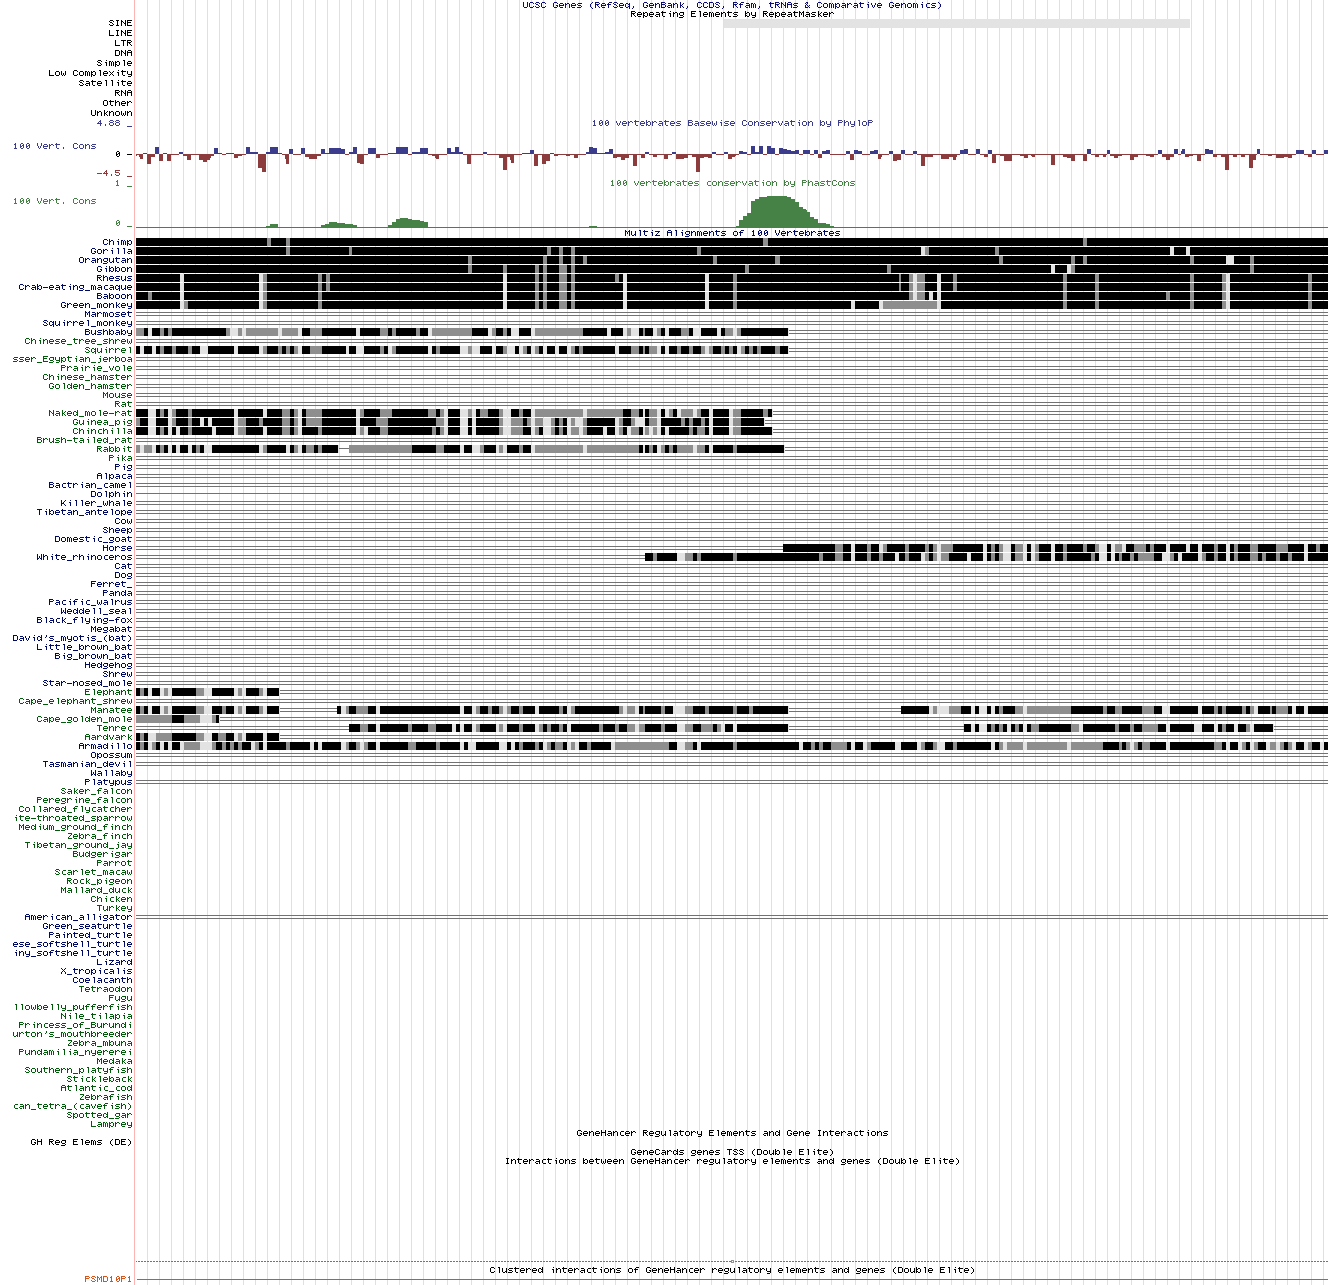 UCSC Genes (RefSeq, GenBank, CCDS, Rfam, tRNAs & Comparative Genomics)
Repeating Elements by RepeatMasker
SINE
LINE
LTR
DNA
Simple
Low Complexity
Satellite
RNA
Other
Unknown
4.88 _
100 vertebrates Basewise Conservation by PhyloP
100 Vert. Cons
0 _
-4.5 _
1 _
100 vertebrates conservation by PhastCons
100 Vert. Cons
0 _
Multiz Alignments of 100 Vertebrates
Chimp
Gorilla
Orangutan
Gibbon
Rhesus
Crab-eating_macaque
Baboon
Green_monkey
Marmoset
Squirrel_monkey
Bushbaby
Chinese_tree_shrew
Squirrel
sser_Egyptian_jerboa
Prairie_vole
Chinese_hamster
Golden_hamster
Mouse
Rat
Naked_mole-rat
Guinea_pig
Chinchilla
Brush-tailed_rat
Rabbit
Pika
Pig
Alpaca
Bactrian_camel
Dolphin
Killer_whale
Tibetan_antelope
Cow
Sheep
Domestic_goat
Horse
White_rhinoceros
Cat
Dog
Ferret_
Panda
Pacific_walrus
Weddell_seal
Black_flying-fox
Megabat
David's_myotis_(bat)
Little_brown_bat
Big_brown_bat
Hedgehog
Shrew
Star-nosed_mole
Elephant
Cape_elephant_shrew
Manatee
Cape_golden_mole
Tenrec
Aardvark
Armadillo
Opossum
Tasmanian_devil
Wallaby
Platypus
Saker_falcon
Peregrine_falcon
Collared_flycatcher
ite-throated_sparrow
Medium_ground_finch
Zebra_finch
Tibetan_ground_jay
Budgerigar
Parrot
Scarlet_macaw
Rock_pigeon
Mallard_duck
Chicken
Turkey
American_alligator
Green_seaturtle
Painted_turtle
ese_softshell_turtle
iny_softshell_turtle
Lizard
X_tropicalis
Coelacanth
Tetraodon
Fugu
llowbelly_pufferfish
Nile_tilapia
Princess_of_Burundi
urton's_mouthbreeder
Zebra_mbuna
Pundamilia_nyererei
Medaka
Southern_platyfish
Stickleback
Atlantic_cod
Zebrafish
can_tetra_(cavefish)
Spotted_gar
Lamprey
GeneHancer Regulatory Elements and Gene Interactions
GH Reg Elems (DE)
GeneCards genes TSS (Double Elite)
Interactions between GeneHancer regulatory elements and genes (Double Elite)
Clustered interactions of GeneHancer regulatory elements and genes (Double Elite)
PSMD10P1